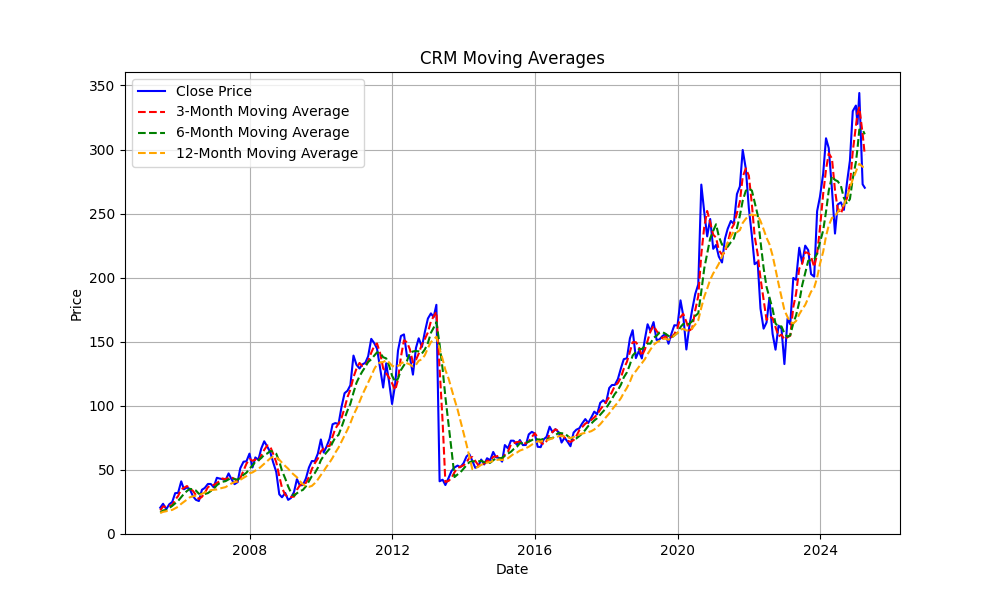 CRM Moving Averages
Close Price
3-Month Moving Average
6-Month Moving Average
12-Month Moving Average
Price
350
300
250
200
150
100
50
0
2008 2012 2016 2020 2024
Date